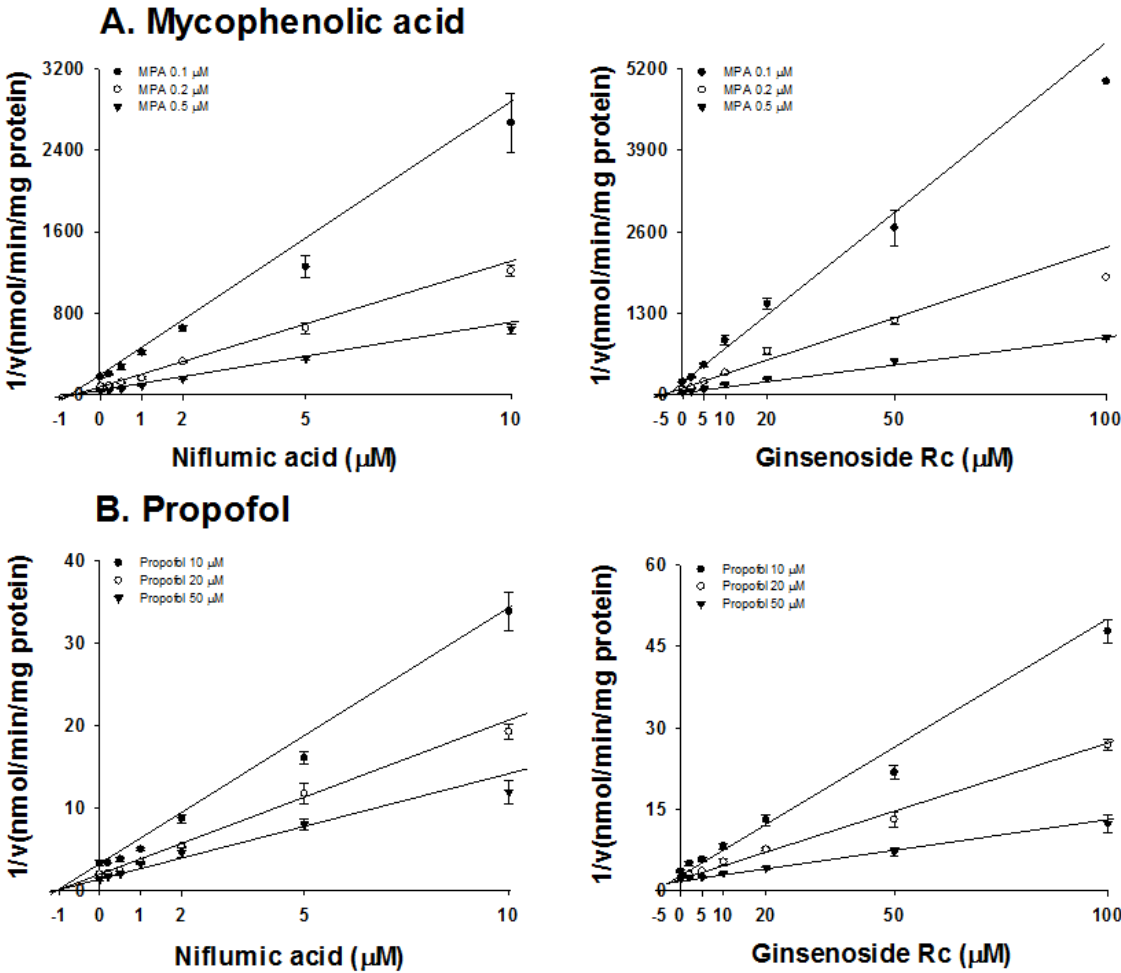 A. Mycophenolic acid
1/v(nmol/min/mg protein)
3200
2400
1600
800
0
MPA 0.1 μM
MPA 0.2 μM
MPA 0.5 μM
-1 0 1 2 5 10
Niflumic acid (μM)
1/v(nmol/min/mg protein)
5200
3900
2600
1300
0
MPA 0.1 μM
MPA 0.2 μM
MPA 0.5 μM
-5 0 5 10 20 50 100
Ginsenoside Rc (μM)
B. Propofol
1/v(nmol/min/mg protein)
40
30
20
10
0
Propofol 10 μM
Propofol 20 μM
Propofol 50 μM
-1 0 1 2 5 10
Niflumic acid (μM)
1/v(nmol/min/mg protein)
60
45
30
15
0
Propofol 10 μM
Propofol 20 μM
Propofol 50 μM
-5 0 5 10 20 50 100
Ginsenoside Rc (μM)